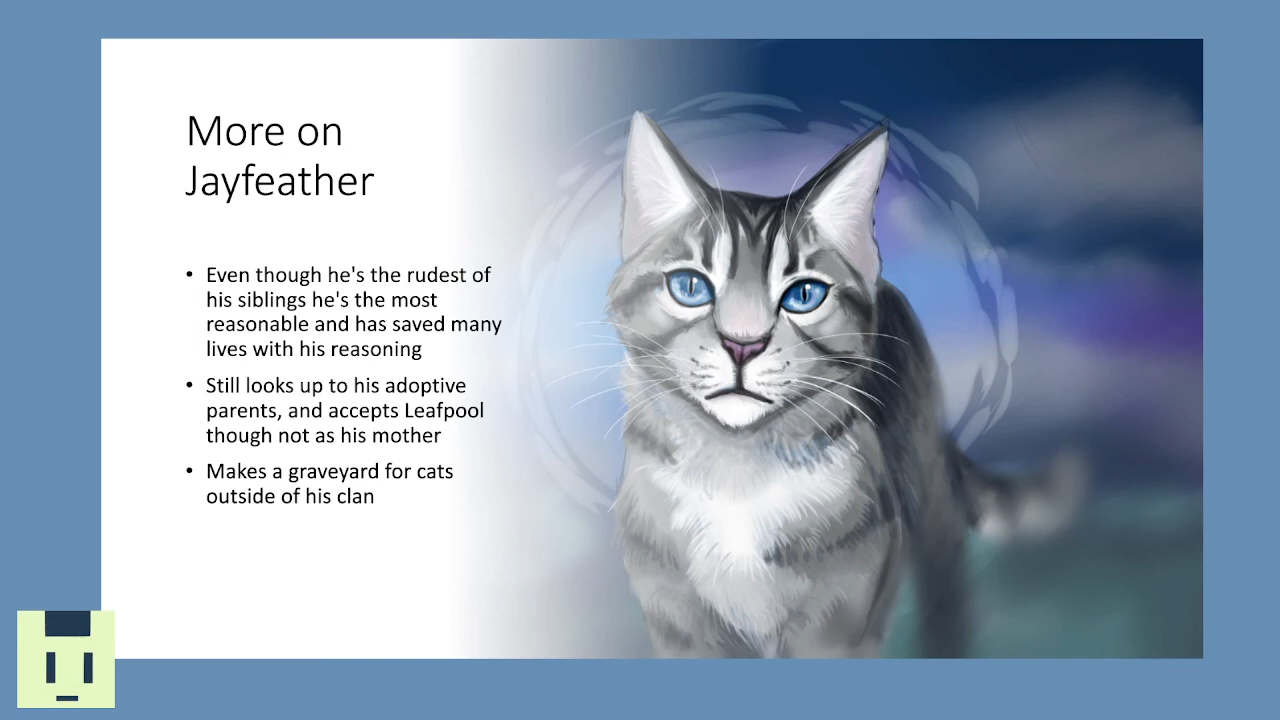 More on
Jayfeather
• Even though he's the rudest of
his siblings he's the most
reasonable and has saved many
lives with his reasoning
• Still looks up to his adoptive
parents, and accepts Leafpool
though not as his mother
• Makes a graveyard for cats
outside of his clan